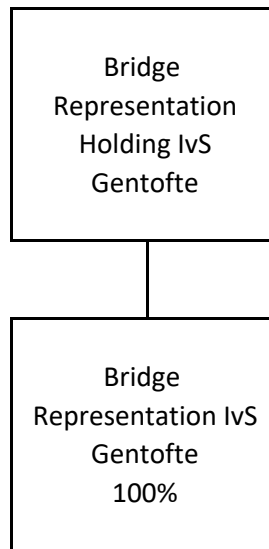 Bridge
Representation
Holding IvS
Gentofte
Bridge
Representation IvS
Gentofte
100%